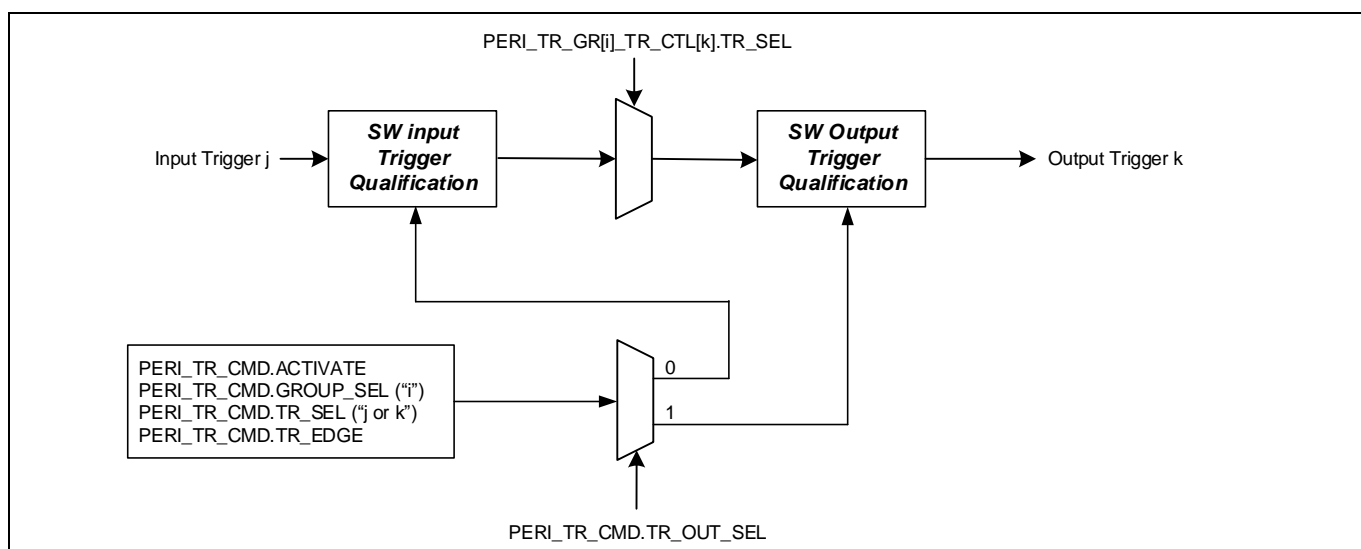 PERI_TR_GR[i]_TR_CTL[k].TR_SEL
Input Trigger j
SW input
Trigger
Qualification
SW Output
Trigger
Qualification
Output Trigger k
PERI_TR_CMD.ACTIVATE
PERI_TR_CMD.GROUP_SEL (“i”)
PERI_TR_CMD.TR_SEL (“j or k”)
PERI_TR_CMD.TR_EDGE
0
1
PERI_TR_CMD.TR_OUT_SEL